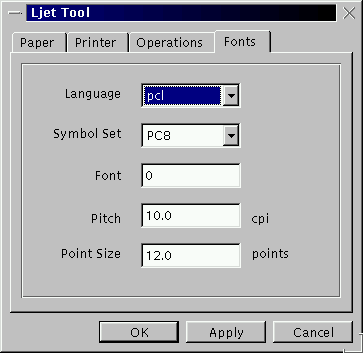 Ljet Tool
Paper Printer Operations Fonts
Language pcl
Symbol Set PC8
Font 0
Pitch 10.0 cpi
Point Size 12.0 points
OK Apply Cancel